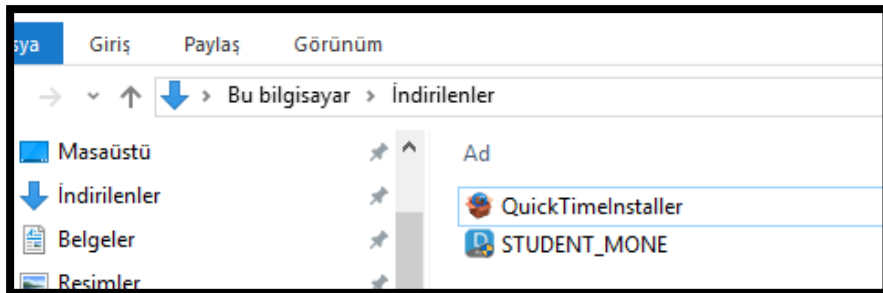 sya Giriş Paylaş Görünüm
Bu bilgisayar > İndirilenler
Masaüstü
İndirilenler
Belgeler
Resimler
Ad
QuickTimeInstaller
STUDENT_MONE